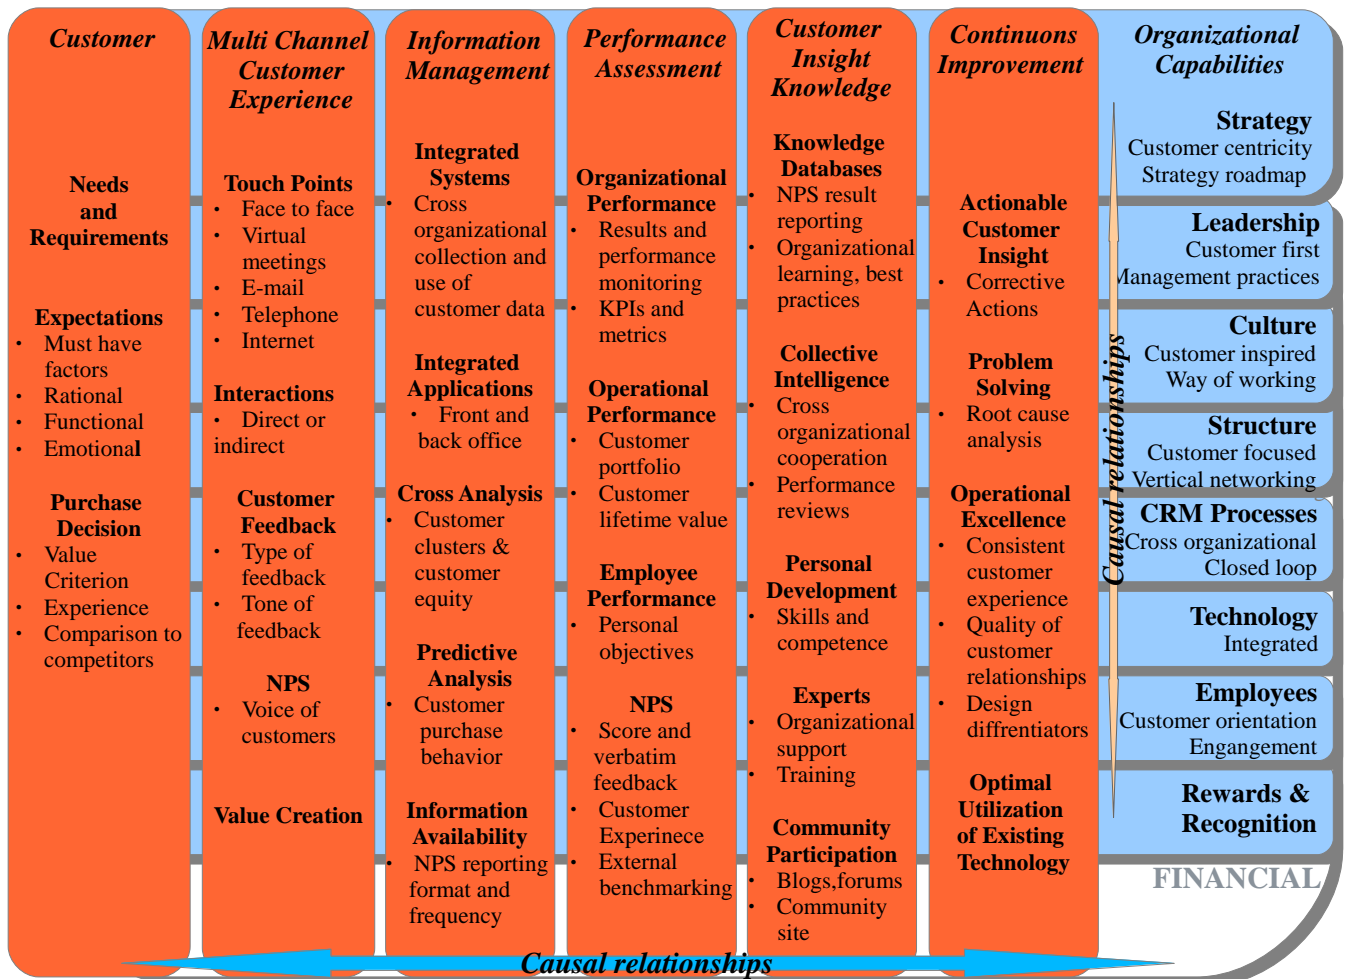 Customer
Needs
and
Requirements
Expectations
• Must have
factors
• Rational
• Functional
• Emotional
Purchase
Decision
• Value
Criterion
• Experience
• Comparison to
competitors
Multi Channel
Customer
Experience
Touch Points
• Face to face
• Virtual
meetings
• E-mail
• Telephone
• Internet
Interactions
• Direct or
indirect
Customer
Feedback
• Type of
feedback
• Tone of
feedback
NPS
• Voice of
customers
Value Creation
Information
Management
Integrated
Systems
• Cross
organizational
collection and
use of
customer data
Integrated
Applications
• Front and
back office
Cross Analysis
• Customer
clusters &
customer
equity
Predictive
Analysis
• Customer
purchase
behavior
Information
Availability
• NPS reporting
format and
frequency
Performance
Assessment
Organizational
Performance
• Results and
performance
monitoring
• KPIs and
metrics
Operational
Performance
• Customer
portfolio
• Customer
lifetime value
Employee
Performance
• Personal
objectives
NPS
• Score and
verbatim
feedback
• Customer
Experinece
• External
benchmarking
Customer
Insight
Knowledge
Knowledge
Databases
• NPS result
reporting
• Organizational
learning, best
practices
Collective
Intelligence
• Cross
organizational
cooperation
• Performance
reviews
Personal
Development
• Skills and
competence
Experts
• Organizational
support
• Training
Community
Participation
• Blogs,forums
• Community
site
Continuons
Improvement
Actionable
Customer
Insight
• Corrective
Actions
Problem
Solving
• Root cause
analysis
Operational
Excellence
• Consistent
customer
experience
• Quality of
customer
relationships
• Design
diffrentiators
Optimal
Utilization
of Existing
Technology
Organizational
Capabilities
Strategy
Customer centricity
Strategy roadmap
Leadership
Customer first
Management practices
Culture
Customer inspired
Way of working
Structure
Customer focused
Vertical networking
CRM Processes
Cross organizational
Closed loop
Technology
Integrated
Employees
Customer orientation
Engangement
Rewards &
Recognition
FINANCIAL
Causal relationships
Causal relationships